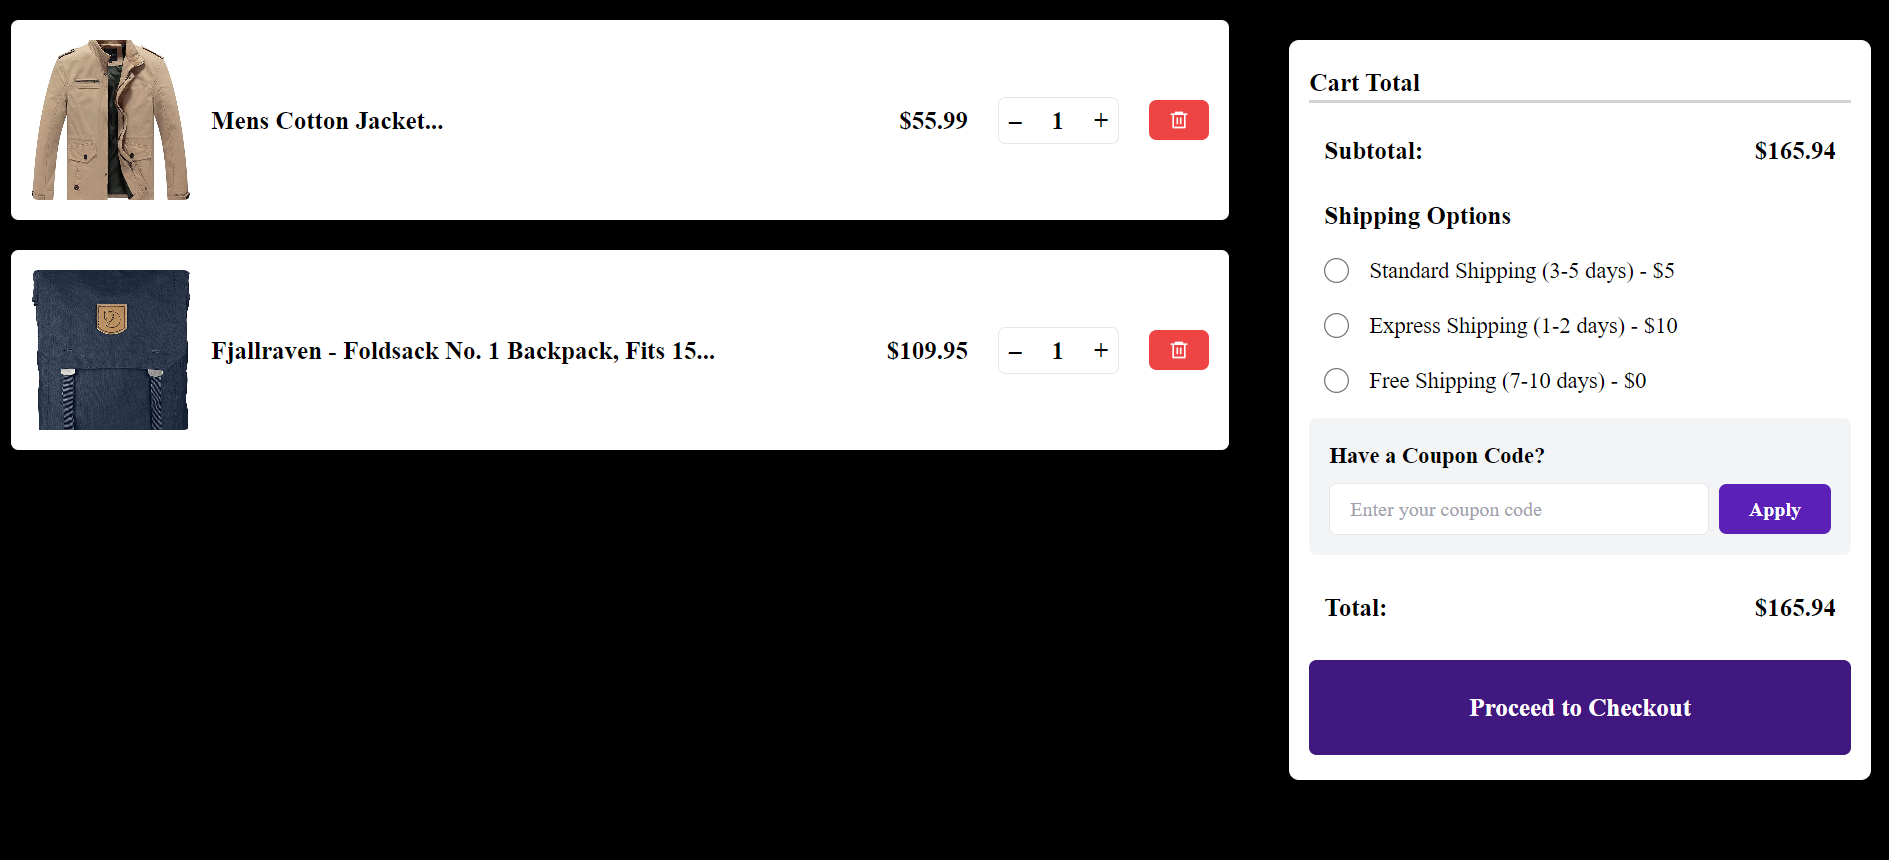 Mens Cotton Jacket...
$55.99
– 1 +
Fjallraven - Foldsack No. 1 Backpack, Fits 15...
$109.95
– 1 +
Cart Total
Subtotal: $165.94
Shipping Options
Standard Shipping (3-5 days) - $5
Express Shipping (1-2 days) - $10
Free Shipping (7-10 days) - $0
Have a Coupon Code?
Enter your coupon code
Apply
Total: $165.94
Proceed to Checkout